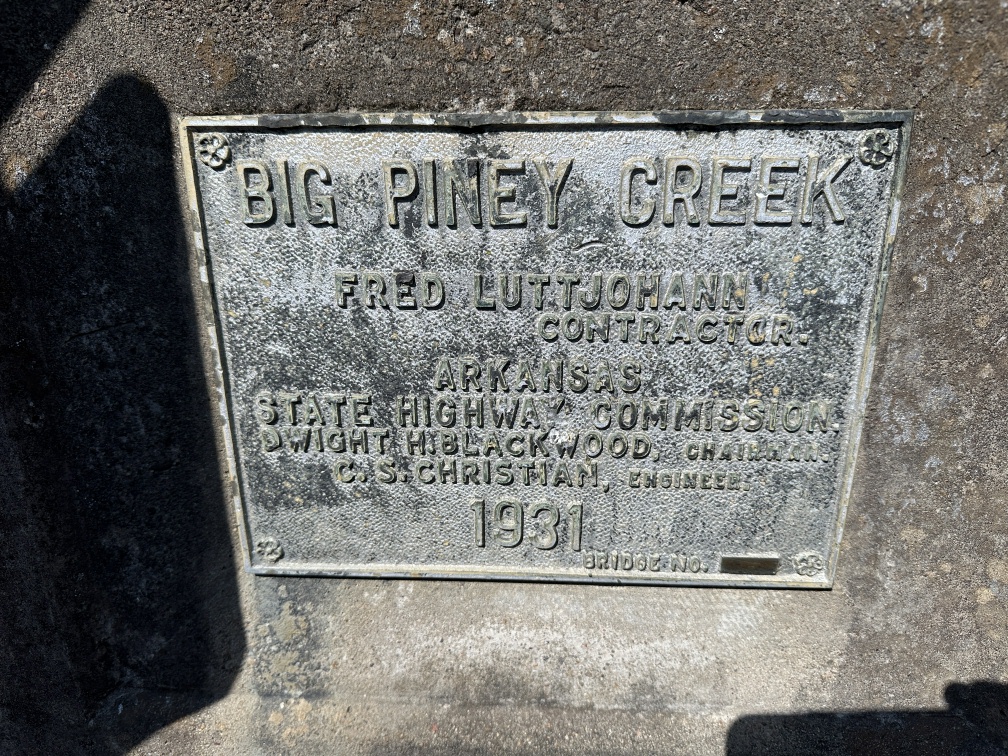 BIG PINEY CREEK
FRED LUTTJOHANN
CONTRACTOR.
ARKANSAS
STATE HIGHWAY COMMISSION.
DWIGHT H. BLACKWOOD, CHAIRMAN.
C. S. CHRISTIAN, ENGINEER.
1931
BRIDGE NO.